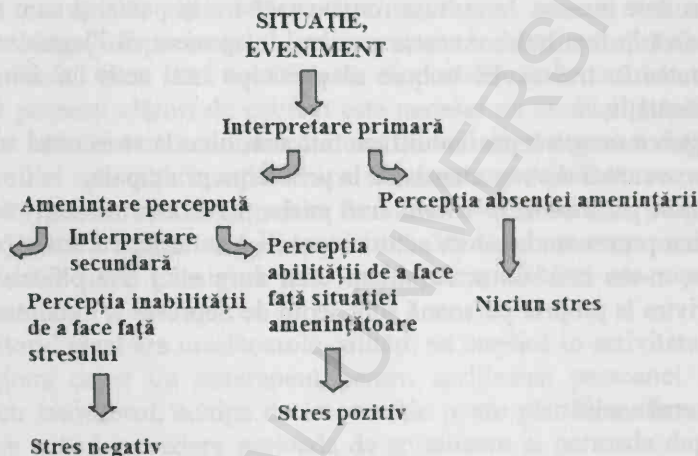 SITUAȚIE,
EVENIMENT
Interpretare primară
Amenințare percepută
Percepția absenței amenințării
Interpretare
secundară
Percepția inabilității
de a face față
stresului
Percepția
abilității de a face
față situației
amenințătoare
Niciun stres
Stres pozitiv
Stres negativ